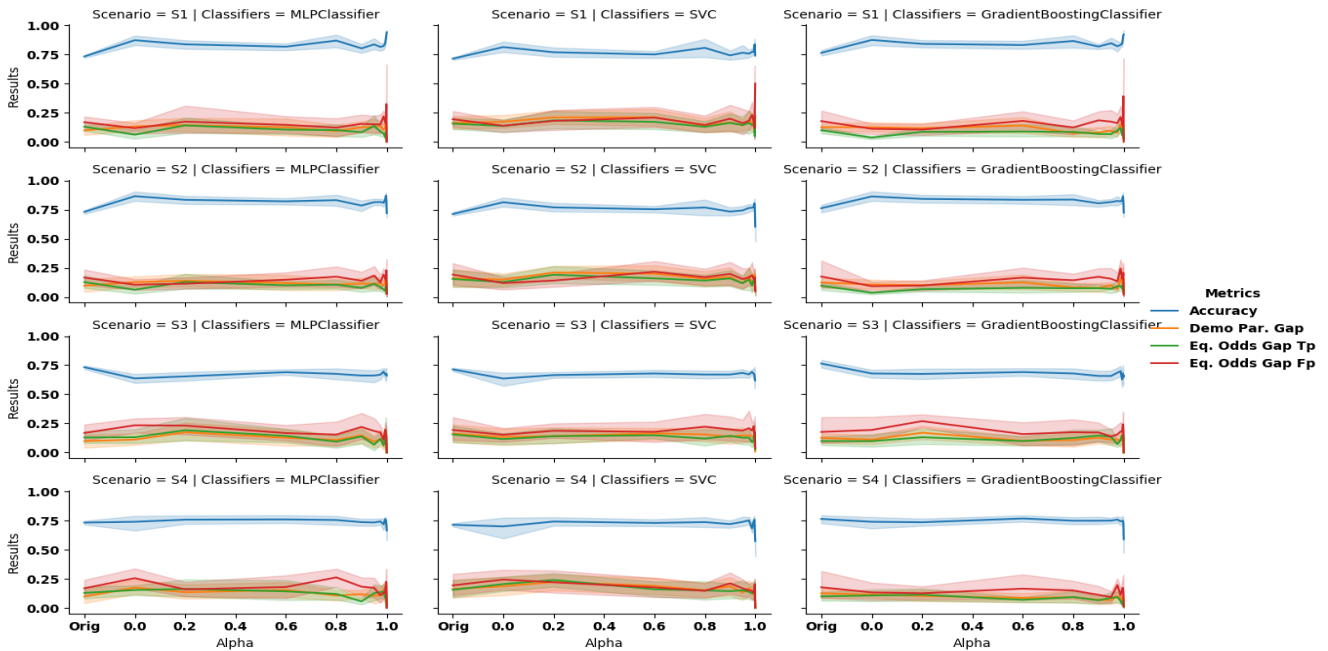 Scenario = S1 | Classifiers = MLPClassifier
Scenario = S1 | Classifiers = SVC
Scenario = S1 | Classifiers = GradientBoostingClassifier
1.00
0.75
0.50
0.25
0.00
Results
Scenario = S2 | Classifiers = MLPClassifier
Scenario = S2 | Classifiers = SVC
Scenario = S2 | Classifiers = GradientBoostingClassifier
1.00
0.75
0.50
0.25
0.00
Results
Metrics
Accuracy
Demo Par. Gap
Eq. Odds Gap Tp
Eq. Odds Gap Fp
Scenario = S3 | Classifiers = MLPClassifier
Scenario = S3 | Classifiers = SVC
Scenario = S3 | Classifiers = GradientBoostingClassifier
1.00
0.75
0.50
0.25
0.00
Results
Scenario = S4 | Classifiers = MLPClassifier
Scenario = S4 | Classifiers = SVC
Scenario = S4 | Classifiers = GradientBoostingClassifier
1.00
0.75
0.50
0.25
0.00
Results
Orig 0.0 0.2 0.4 0.6 0.8 1.0
Alpha
Orig 0.0 0.2 0.4 0.6 0.8 1.0
Alpha
Orig 0.0 0.2 0.4 0.6 0.8 1.0
Alpha